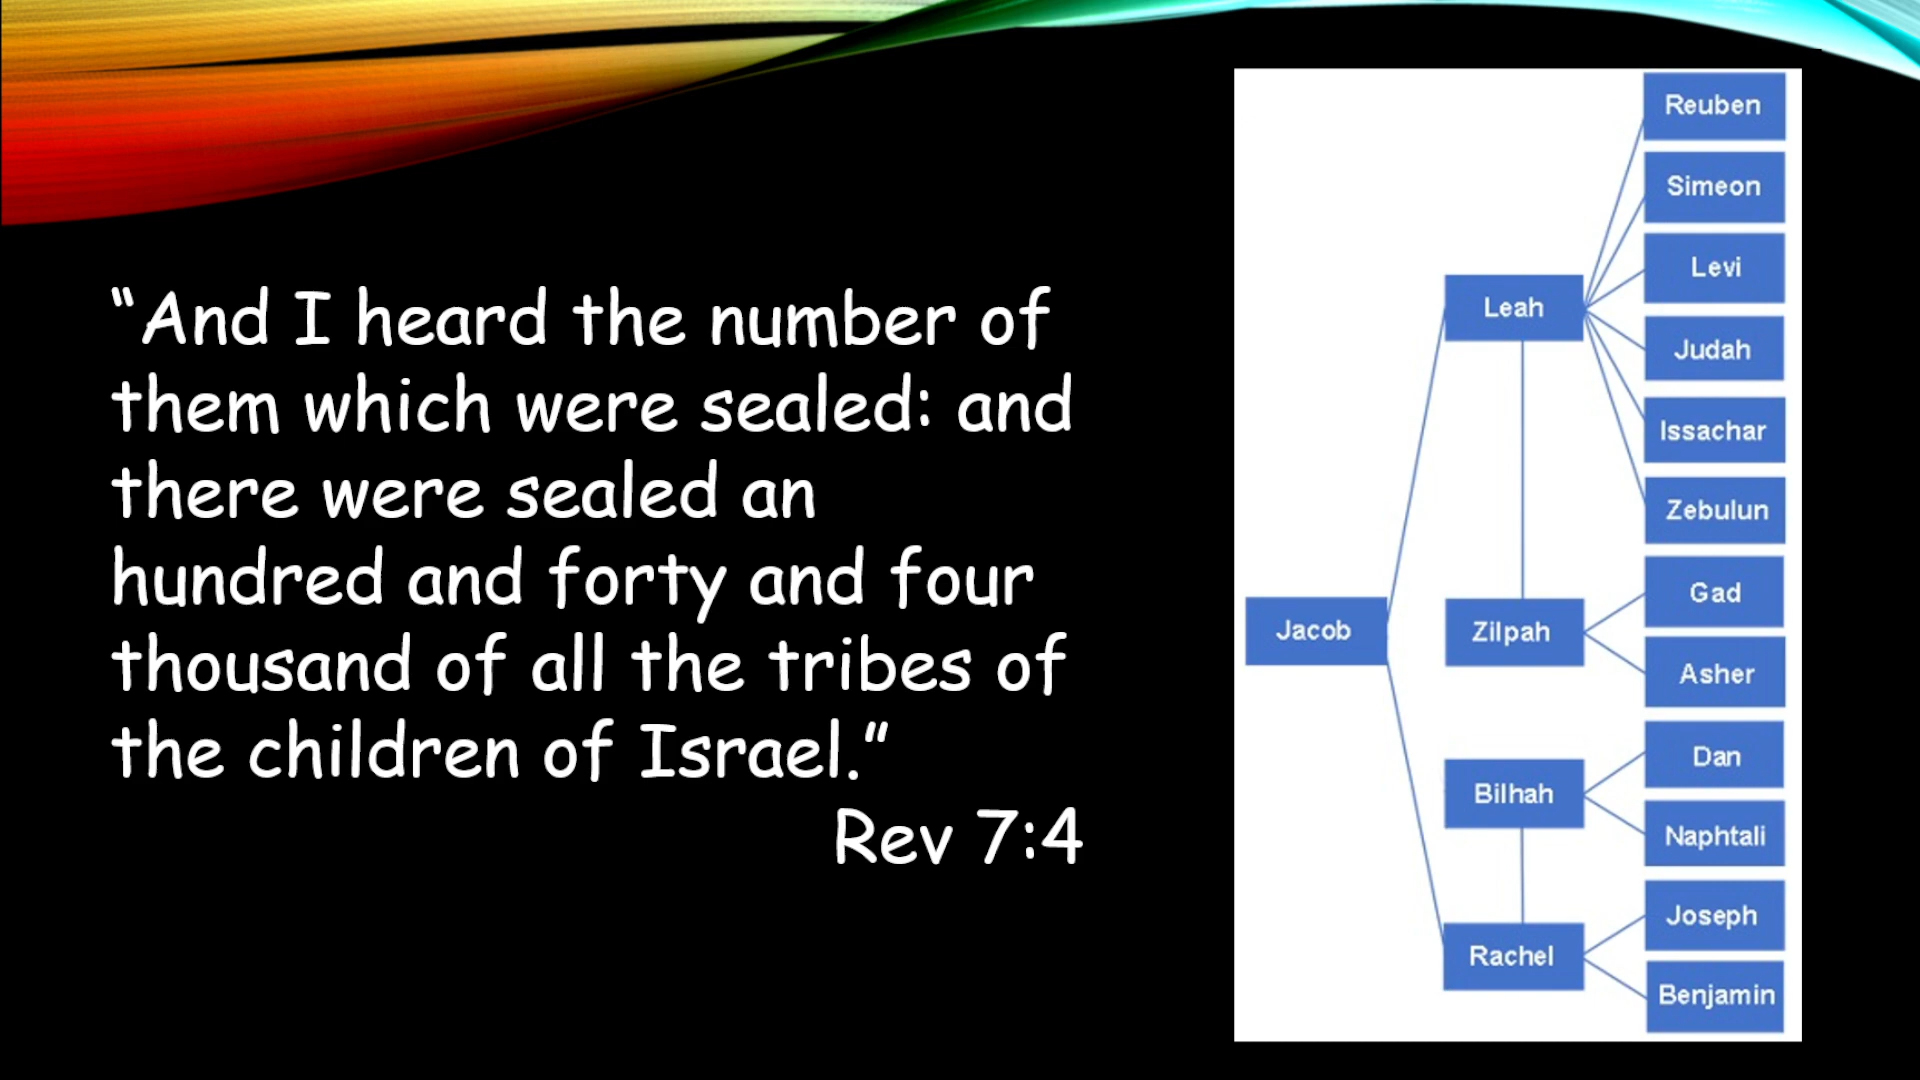 “And I heard the number of
them which were sealed: and
there were sealed an
hundred and forty and four
thousand of all the tribes of
the children of Israel.”
Rev 7:4
Jacob
Leah
Zilpah
Bilhah
Rachel
Reuben
Simeon
Levi
Judah
Issachar
Zebulun
Gad
Asher
Dan
Naphtali
Joseph
Benjamin